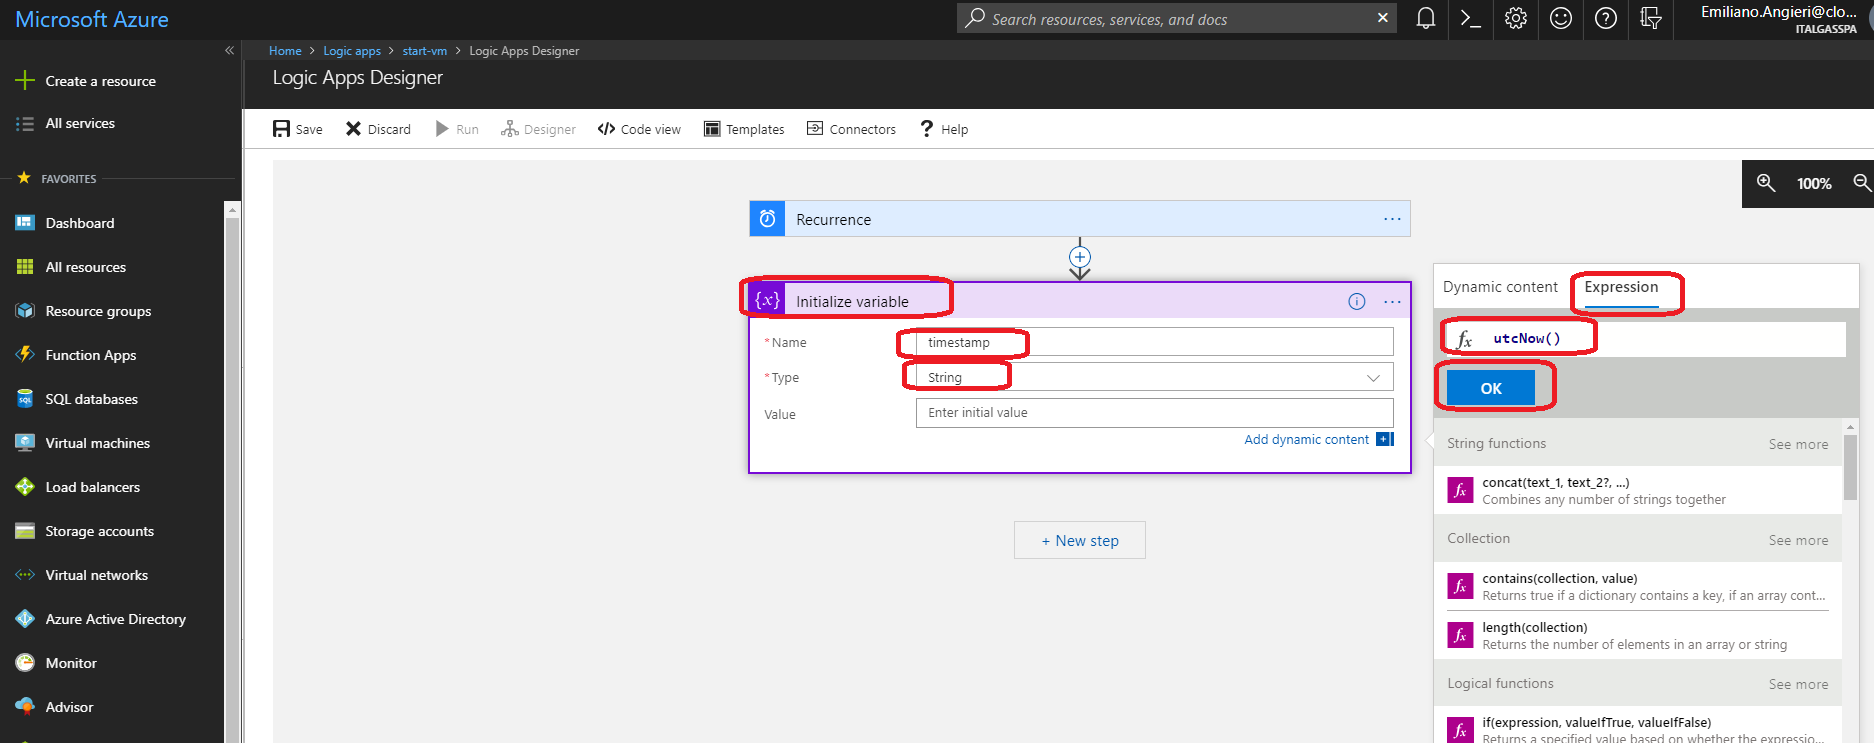 Microsoft Azure
Search resources, services, and docs
Emiliano.Angieri@clo...
ITALGASSPA
Home > Logic apps > start-vm > Logic Apps Designer
Logic Apps Designer
Create a resource
All services
FAVORITES
Dashboard
All resources
Resource groups
Function Apps
SQL databases
Virtual machines
Load balancers
Storage accounts
Virtual networks
Azure Active Directory
Monitor
Advisor
Save
Discard
Run
Designer
Code view
Templates
Connectors
Help
100%
Recurrence
{x} Initialize variable
* Name
timestamp
* Type
String
Value
Enter initial value
Add dynamic content
+ New step
Dynamic content
Expression
fx utcNow()
OK
String functions
See more
fx concat(text_1, text_2?, ...)
Combines any number of strings together
Collection
See more
fx contains(collection, value)
Returns true if a dictionary contains a key, if an array cont...
fx length(collection)
Returns the number of elements in an array or string
Logical functions
See more
fx if(expression, valueIfTrue, valueIfFalse)
Returns a specified value based on whether the expressio...